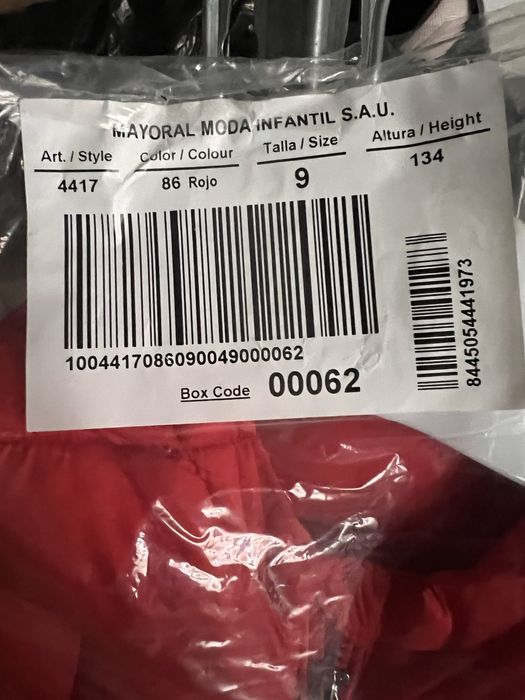 MAYORAL MODA INFANTIL S.A.U.
Art. / Style Color / Colour Talla / Size Altura / Height
4417 86 Rojo 9 134
1004417086090049000062
Box Code 00062
8445054441973